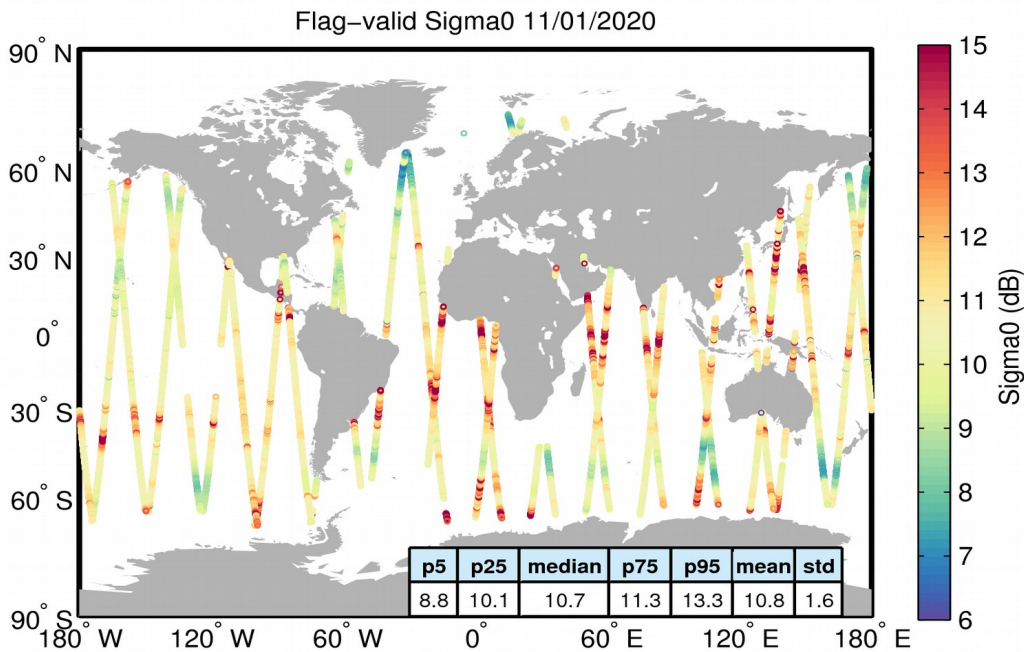 Flag-valid Sigma0 11/01/2020
90° N
60° N
30° N
0°
30° S
60° S
90° S
180° W
120° W
60° W
0°
60° E
120° E
180° E
p5 p25 median p75 p95 mean std
8.8 10.1 10.7 11.3 13.3 10.8 1.6
15
14
13
12
11
10
9
8
7
6
Sigma0 (dB)